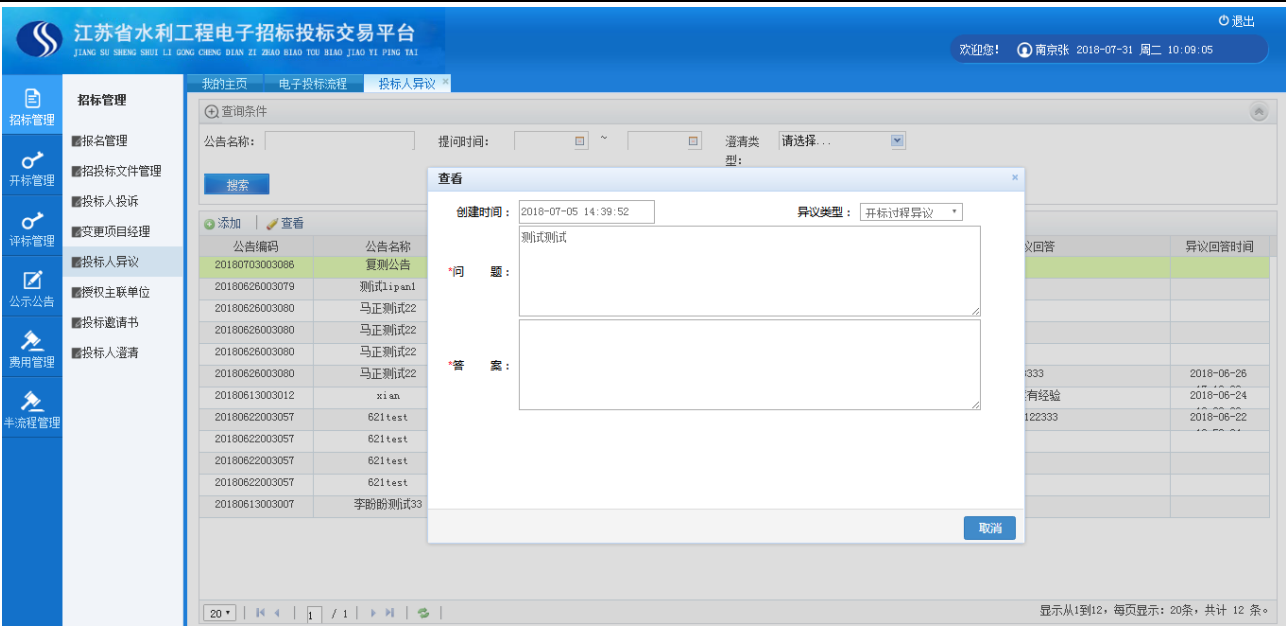 江苏省水利工程电子招标投标交易平台
JIANG SU SHENG SHUI LI GONG CHENG DIAN ZI ZHAO BIAO TOU BIAO JIAO YI PING TAI
退出
欢迎您! 南京张 2018-07-31 周二 10:09:05
招标管理
开标管理
评标管理
公示公告
费用管理
半流程管理
招标管理
报名管理
招投标文件管理
投标人投诉
变更项目经理
投标人异议
授权主联单位
投标邀请书
投标人澄清
我的主页 电子投标流程 投标人异议 ×
查询条件
公告名称: 提问时间: ~ 澄清类型: 请选择...
搜索
添加 查看
公告编码 公告名称 议回答 异议回答时间
20180703003086 复测公告
20180626003079 测试lipan1
20180626003080 马正测试22
20180626003080 马正测试22
20180626003080 马正测试22
20180626003080 马正测试22 333 2018-06-26
20180613003012 xian 有经验 2018-06-24
20180622003057 621test 122333 2018-06-22
20180622003057 621test
20180622003057 621test
20180622003057 621test
20180613003007 李盼盼测试33
查看 ×
创建时间: 2018-07-05 14:39:52 异议类型: 开标过程异议
*问 题: 测试测试
*答 案:
取消
20 1 / 1
显示从1到12, 每页显示: 20条, 共计 12 条。